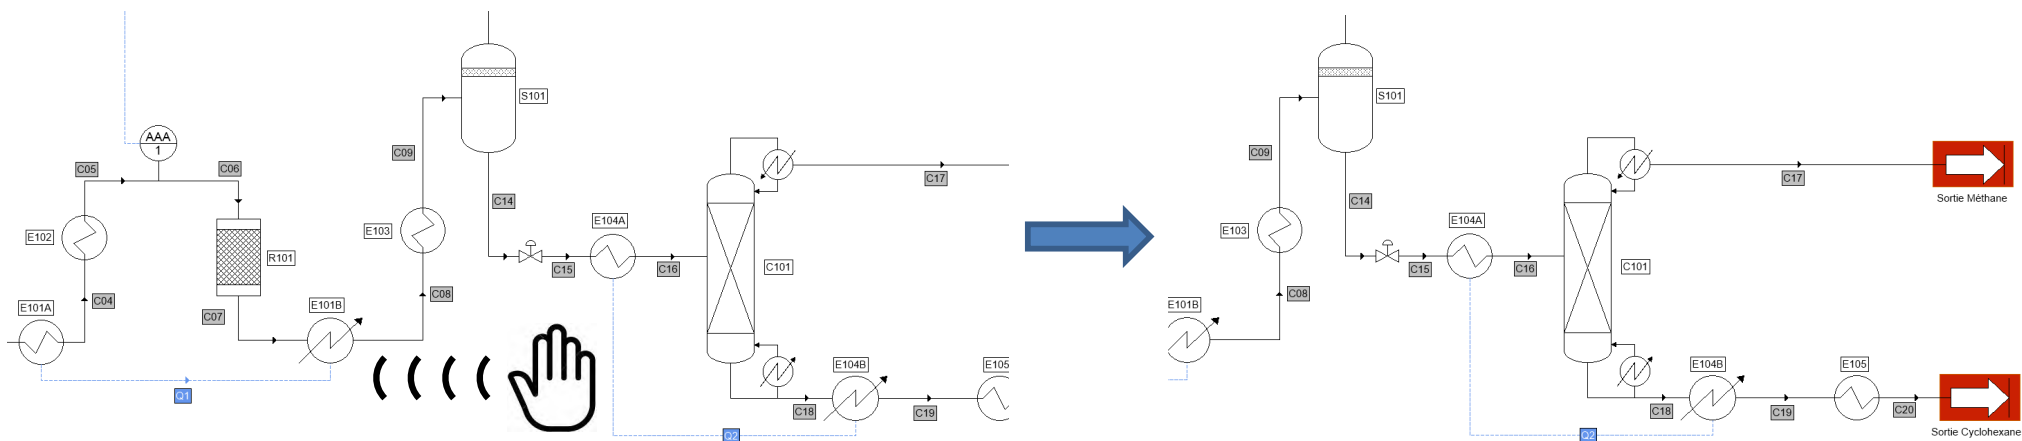 AAA
1
C05
C06
E102
R101
C04
E101A
C07
E101B
Q1
C09
S101
E103
C08
C14
E104A
C15
C16
C17
C101
E104B
E105
C18
C19
Q2
C09
S101
E103
E101B
C08
C14
E104A
C15
C16
C17
Sortie Méthane
C101
E104B
E105
C18
C19
C20
Q2
Sortie Cyclohexane